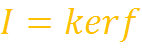 I = kerf